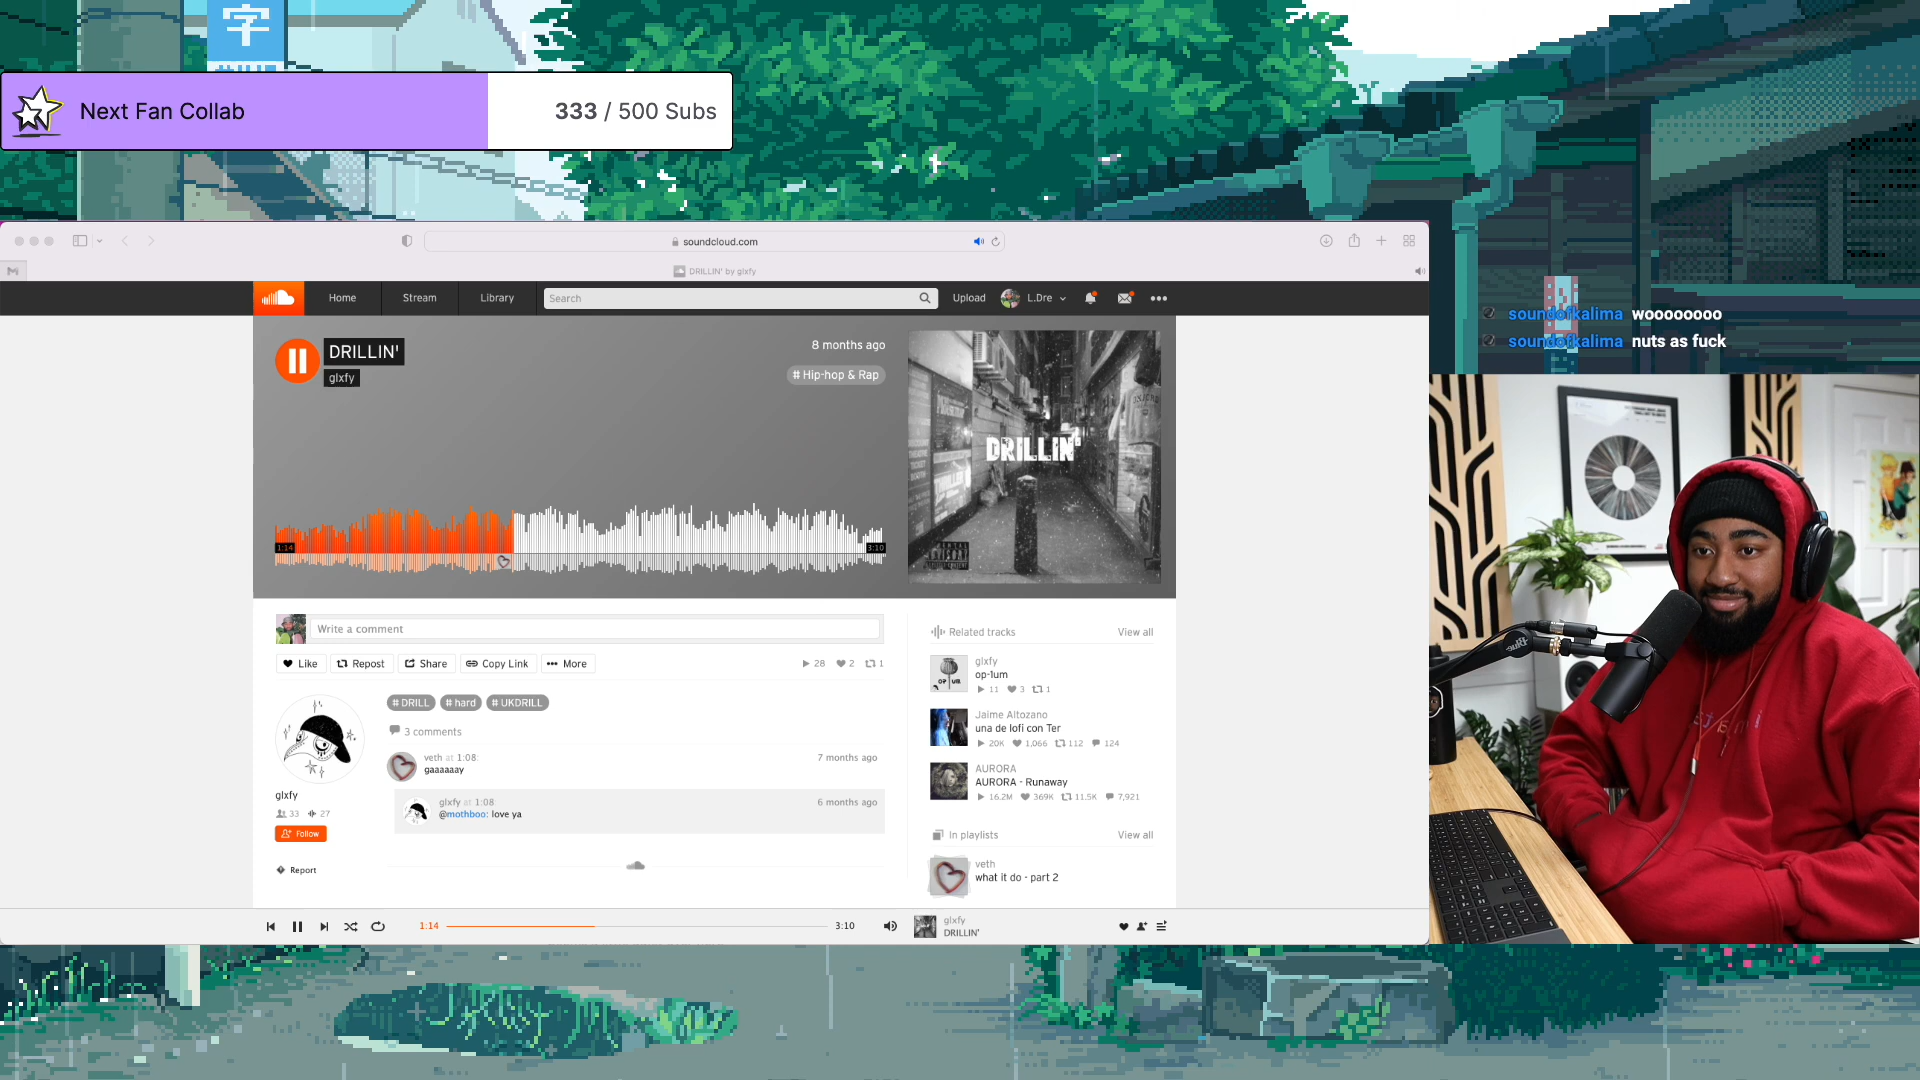 字
Next Fan Collab
333 / 500 Subs
soundcloud.com
DRILLIN' by glxfy
Home
Stream
Library
Search
Upload
L.Dre
DRILLIN'
glxfy
8 months ago
# Hip-hop & Rap
DRILLIN'
1:14
3:10
soundofkalima woooooooo
soundofkalima nuts as fuck
Write a comment
Like
Repost
Share
Copy Link
More
28
2
1
# DRILL
# hard
# UKDRILL
3 comments
veth at 1:08:
7 months ago
gaaaaaay
glxfy at 1:08
6 months ago
@mothboo: love ya
glxfy
33
27
Follow
Report
Related tracks
View all
glxfy
op-1um
11
3
1
Jaime Altozano
una de lofi con Ter
20K
1,066
112
124
AURORA
AURORA - Runaway
16.2M
369K
11.5K
7,921
In playlists
View all
veth
what it do - part 2
1:14
3:10
glxfy
DRILLIN'
Blue